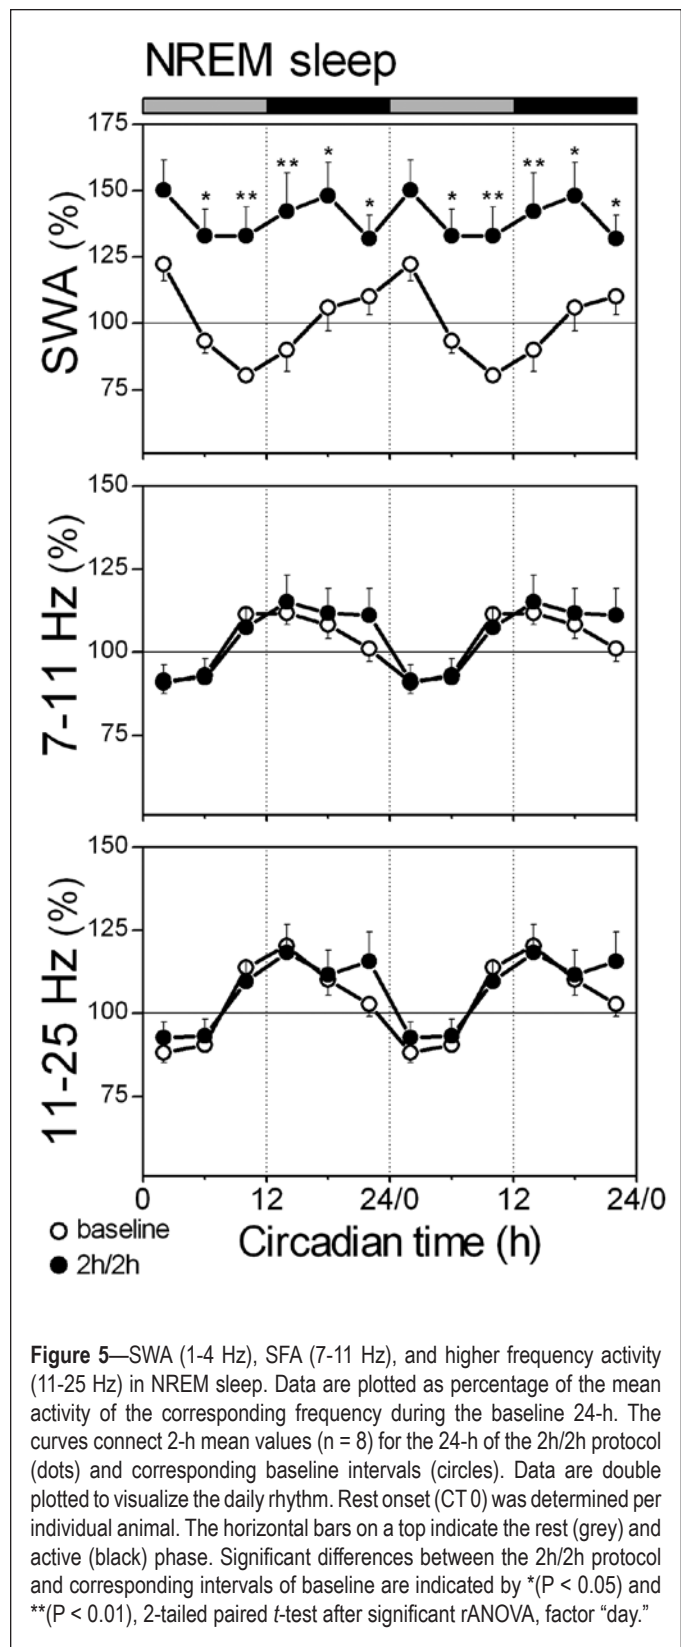 NREM sleep
175
150
125
100
75
SWA (%)
* ** ** * * * ** ** * *
150
125
100
75
7-11 Hz (%)
150
125
100
75
11-25 Hz (%)
0 12 24/0 12 24/0
Circadian time (h)
baseline
2h/2h
Figure 5—SWA (1-4 Hz), SFA (7-11 Hz), and higher frequency activity
(11-25 Hz) in NREM sleep. Data are plotted as percentage of the mean
activity of the corresponding frequency during the baseline 24-h. The
curves connect 2-h mean values (n = 8) for the 24-h of the 2h/2h protocol
(dots) and corresponding baseline intervals (circles). Data are double
plotted to visualize the daily rhythm. Rest onset (CT 0) was determined per
individual animal. The horizontal bars on a top indicate the rest (grey) and
active (black) phase. Significant differences between the 2h/2h protocol
and corresponding intervals of baseline are indicated by *(P < 0.05) and
**(P < 0.01), 2-tailed paired t-test after significant rANOVA, factor “day.”